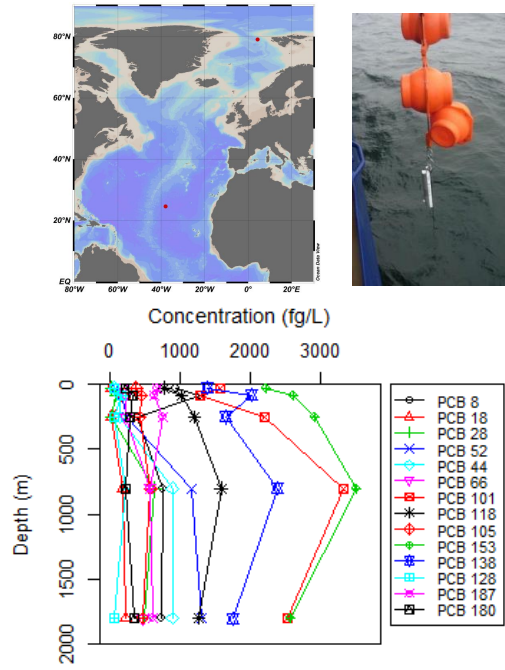 80°N
60°N
40°N
20°N
EQ
80°W 60°W 40°W 20°W 0° 20°E
Ocean Data View
Concentration (fg/L)
0 1000 2000 3000
Depth (m)
0
500
1000
1500
2000
PCB 8
PCB 18
PCB 28
PCB 52
PCB 44
PCB 66
PCB 101
PCB 118
PCB 105
PCB 153
PCB 138
PCB 128
PCB 187
PCB 180